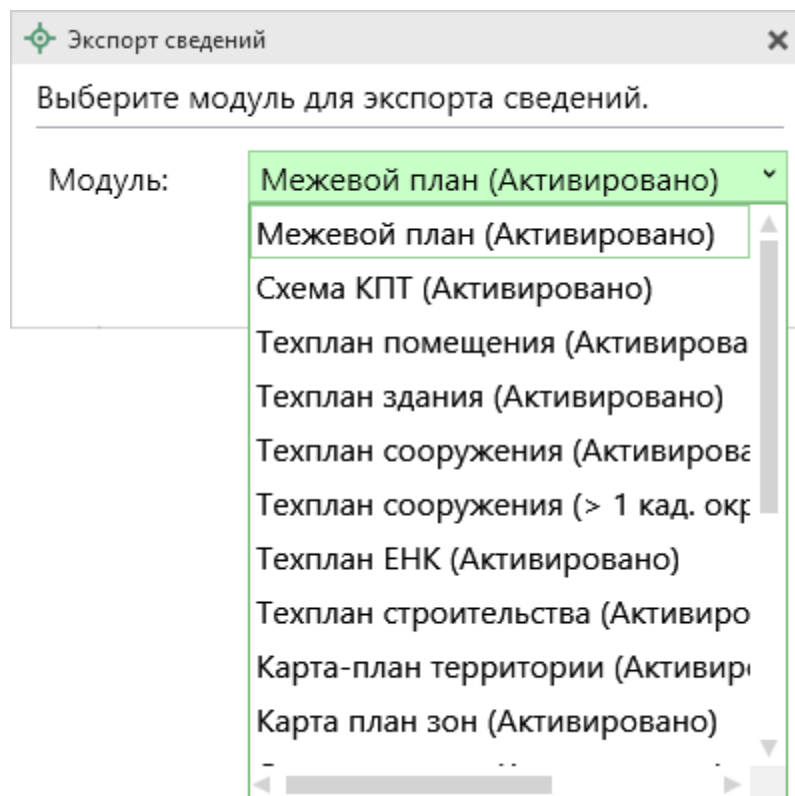 Экспорт сведений
Выберите модуль для экспорта сведений.
Модуль: Межевой план (Активировано)
Межевой план (Активировано)
Схема КПТ (Активировано)
Техплан помещения (Активирова
Техплан здания (Активировано)
Техплан сооружения (Активирова
Техплан сооружения (> 1 кад. окр
Техплан ЕНК (Активировано)
Техплан строительства (Активиро
Карта-план территории (Активир
Карта план зон (Активировано)